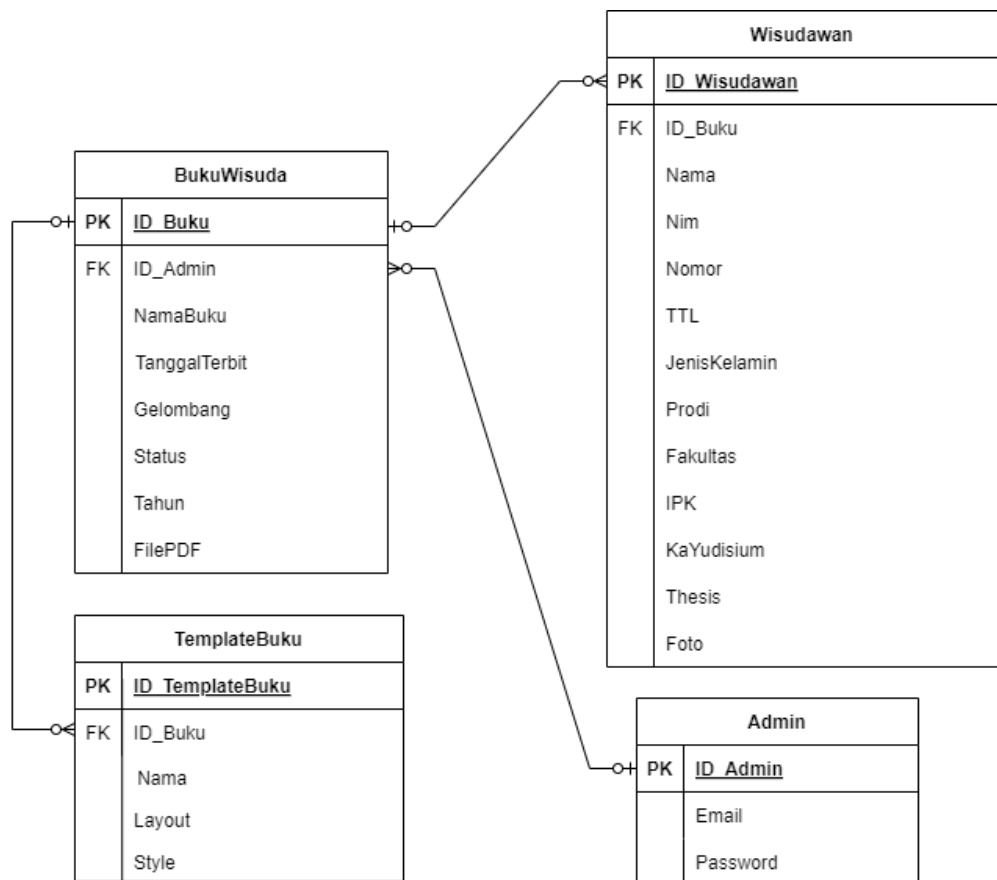 Wisudawan
PK ID_Wisudawan
FK ID_Buku
Nama
Nim
Nomor
TTL
JenisKelamin
Prodi
Fakultas
IPK
KaYudisium
Thesis
Foto
BukuWisuda
PK ID_Buku
FK ID_Admin
NamaBuku
TanggalTerbit
Gelombang
Status
Tahun
FilePDF
TemplateBuku
PK ID_TemplateBuku
FK ID_Buku
Nama
Layout
Style
Admin
PK ID_Admin
Email
Password